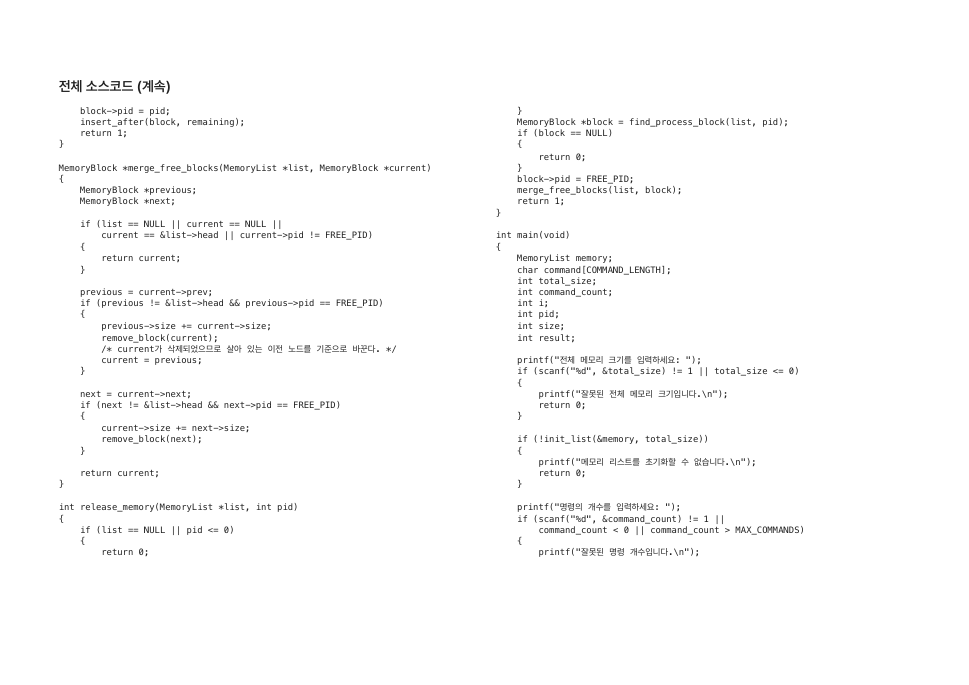 전체 소스코드 (계속)
    block->pid = pid;
    insert_after(block, remaining);
    return 1;
}

MemoryBlock *merge_free_blocks(MemoryList *list, MemoryBlock *current)
{
    MemoryBlock *previous;
    MemoryBlock *next;

    if (list == NULL || current == NULL ||
        current == &list->head || current->pid != FREE_PID)
    {
        return current;
    }

    previous = current->prev;
    if (previous != &list->head && previous->pid == FREE_PID)
    {
        previous->size += current->size;
        remove_block(current);
        /* current가 삭제되었으므로 살아 있는 이전 노드를 기준으로 바꾼다. */
        current = previous;
    }

    next = current->next;
    if (next != &list->head && next->pid == FREE_PID)
    {
        current->size += next->size;
        remove_block(next);
    }

    return current;
}

int release_memory(MemoryList *list, int pid)
{
    if (list == NULL || pid <= 0)
    {
        return 0;
    }
    MemoryBlock *block = find_process_block(list, pid);
    if (block == NULL)
    {
        return 0;
    }
    block->pid = FREE_PID;
    merge_free_blocks(list, block);
    return 1;
}

int main(void)
{
    MemoryList memory;
    char command[COMMAND_LENGTH];
    int total_size;
    int command_count;
    int i;
    int pid;
    int size;
    int result;

    printf("전체 메모리 크기를 입력하세요: ");
    if (scanf("%d", &total_size) != 1 || total_size <= 0)
    {
        printf("잘못된 전체 메모리 크기입니다.\n");
        return 0;
    }

    if (!init_list(&memory, total_size))
    {
        printf("메모리 리스트를 초기화할 수 없습니다.\n");
        return 0;
    }

    printf("명령의 개수를 입력하세요: ");
    if (scanf("%d", &command_count) != 1 ||
        command_count < 0 || command_count > MAX_COMMANDS)
    {
        printf("잘못된 명령 개수입니다.\n");